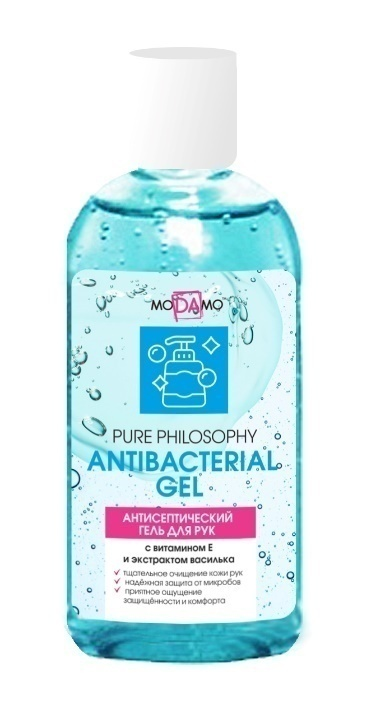 MODAMO
PURE PHILOSOPHY
ANTIBACTERIAL
GEL
АНТИСЕПТИЧЕСКИЙ
ГЕЛЬ ДЛЯ РУК
с витамином Е
и экстрактом василька
тщательное очищение кожи рук
надёжная защита от микробов
приятное ощущение
защищённости и комфорта